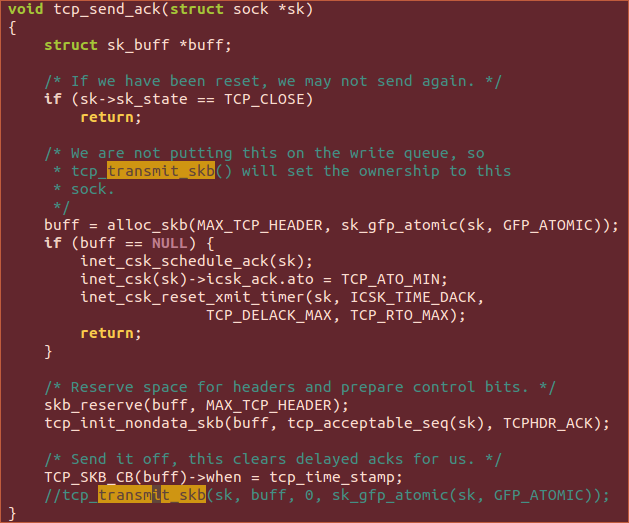 void tcp_send_ack(struct sock *sk)
{
struct sk_buff *buff;
/* If we have been reset, we may not send again. */
if (sk->sk_state == TCP_CLOSE)
return;
/* We are not putting this on the write queue, so
* tcp_transmit_skb() will set the ownership to this
* sock.
*/
buff = alloc_skb(MAX_TCP_HEADER, sk_gfp_atomic(sk, GFP_ATOMIC));
if (buff == NULL) {
inet_csk_schedule_ack(sk);
inet_csk(sk)->icsk_ack.ato = TCP_ATO_MIN;
inet_csk_reset_xmit_timer(sk, ICSK_TIME_DACK,
TCP_DELACK_MAX, TCP_RTO_MAX);
return;
}
/* Reserve space for headers and prepare control bits. */
skb_reserve(buff, MAX_TCP_HEADER);
tcp_init_nondata_skb(buff, tcp_acceptable_seq(sk), TCPHDR_ACK);
/* Send it off, this clears delayed acks for us. */
TCP_SKB_CB(buff)->when = tcp_time_stamp;
//tcp_transmit_skb(sk, buff, 0, sk_gfp_atomic(sk, GFP_ATOMIC));
}